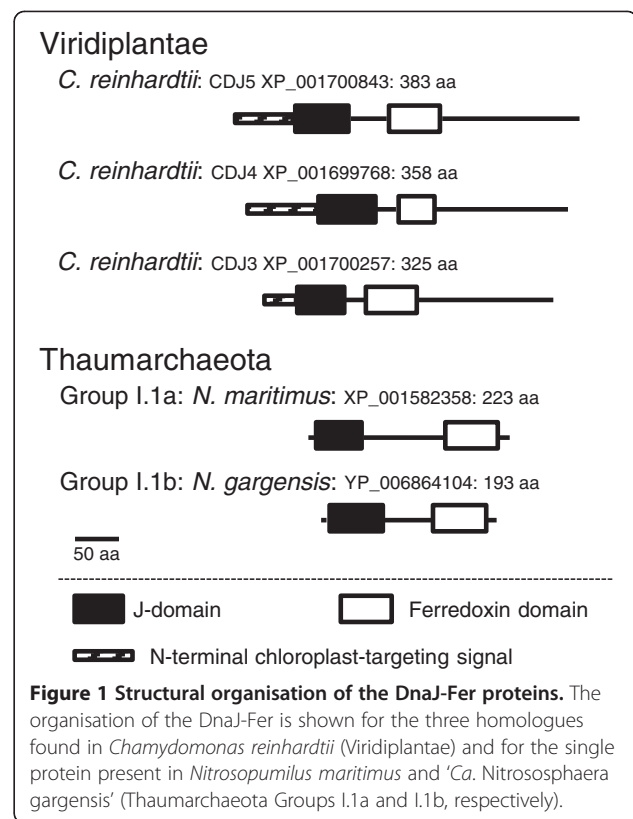 Viridiplantae
C. reinhardtii: CDJ5 XP_001700843: 383 aa
C. reinhardtii: CDJ4 XP_001699768: 358 aa
C. reinhardtii: CDJ3 XP_001700257: 325 aa
Thaumarchaeota
Group I.1a: N. maritimus: XP_001582358: 223 aa
Group I.1b: N. gargensis: YP_006864104: 193 aa
50 aa
J-domain Ferredoxin domain
N-terminal chloroplast-targeting signal
Figure 1 Structural organisation of the DnaJ-Fer proteins. The
organisation of the DnaJ-Fer is shown for the three homologues
found in Chamydomonas reinhardtii (Viridiplantae) and for the single
protein present in Nitrosopumilus maritimus and 'Ca. Nitrososphaera
gargensis' (Thaumarchaeota Groups I.1a and I.1b, respectively).